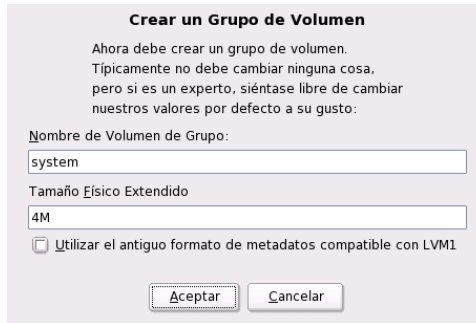 Crear un Grupo de Volumen
Ahora debe crear un grupo de volumen.
Típicamente no debe cambiar ninguna cosa,
pero si es un experto, siéntase libre de cambiar
nuestros valores por defecto a su gusto:
Nombre de Volumen de Grupo:
system
Tamaño Físico Extendido
4M
Utilizar el antiguo formato de metadatos compatible con LVM1
Aceptar Cancelar